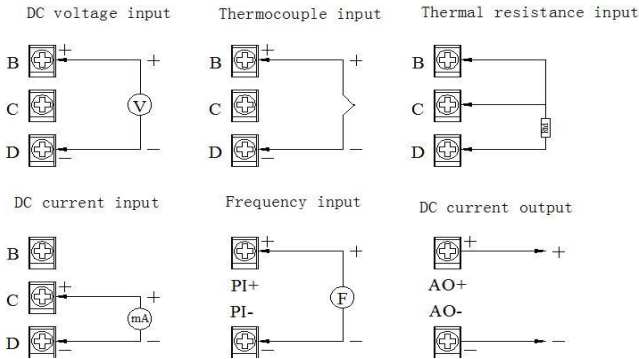 DC voltage input
Thermocouple input
Thermal resistance input
B + +
C V
D — —
B + +
C
D — —
B
C
D
DC current input
Frequency input
DC current output
B
C + +
mA
D — —
+ +
PI+
F
PI-
— —
+ +
AO+
AO-
— —